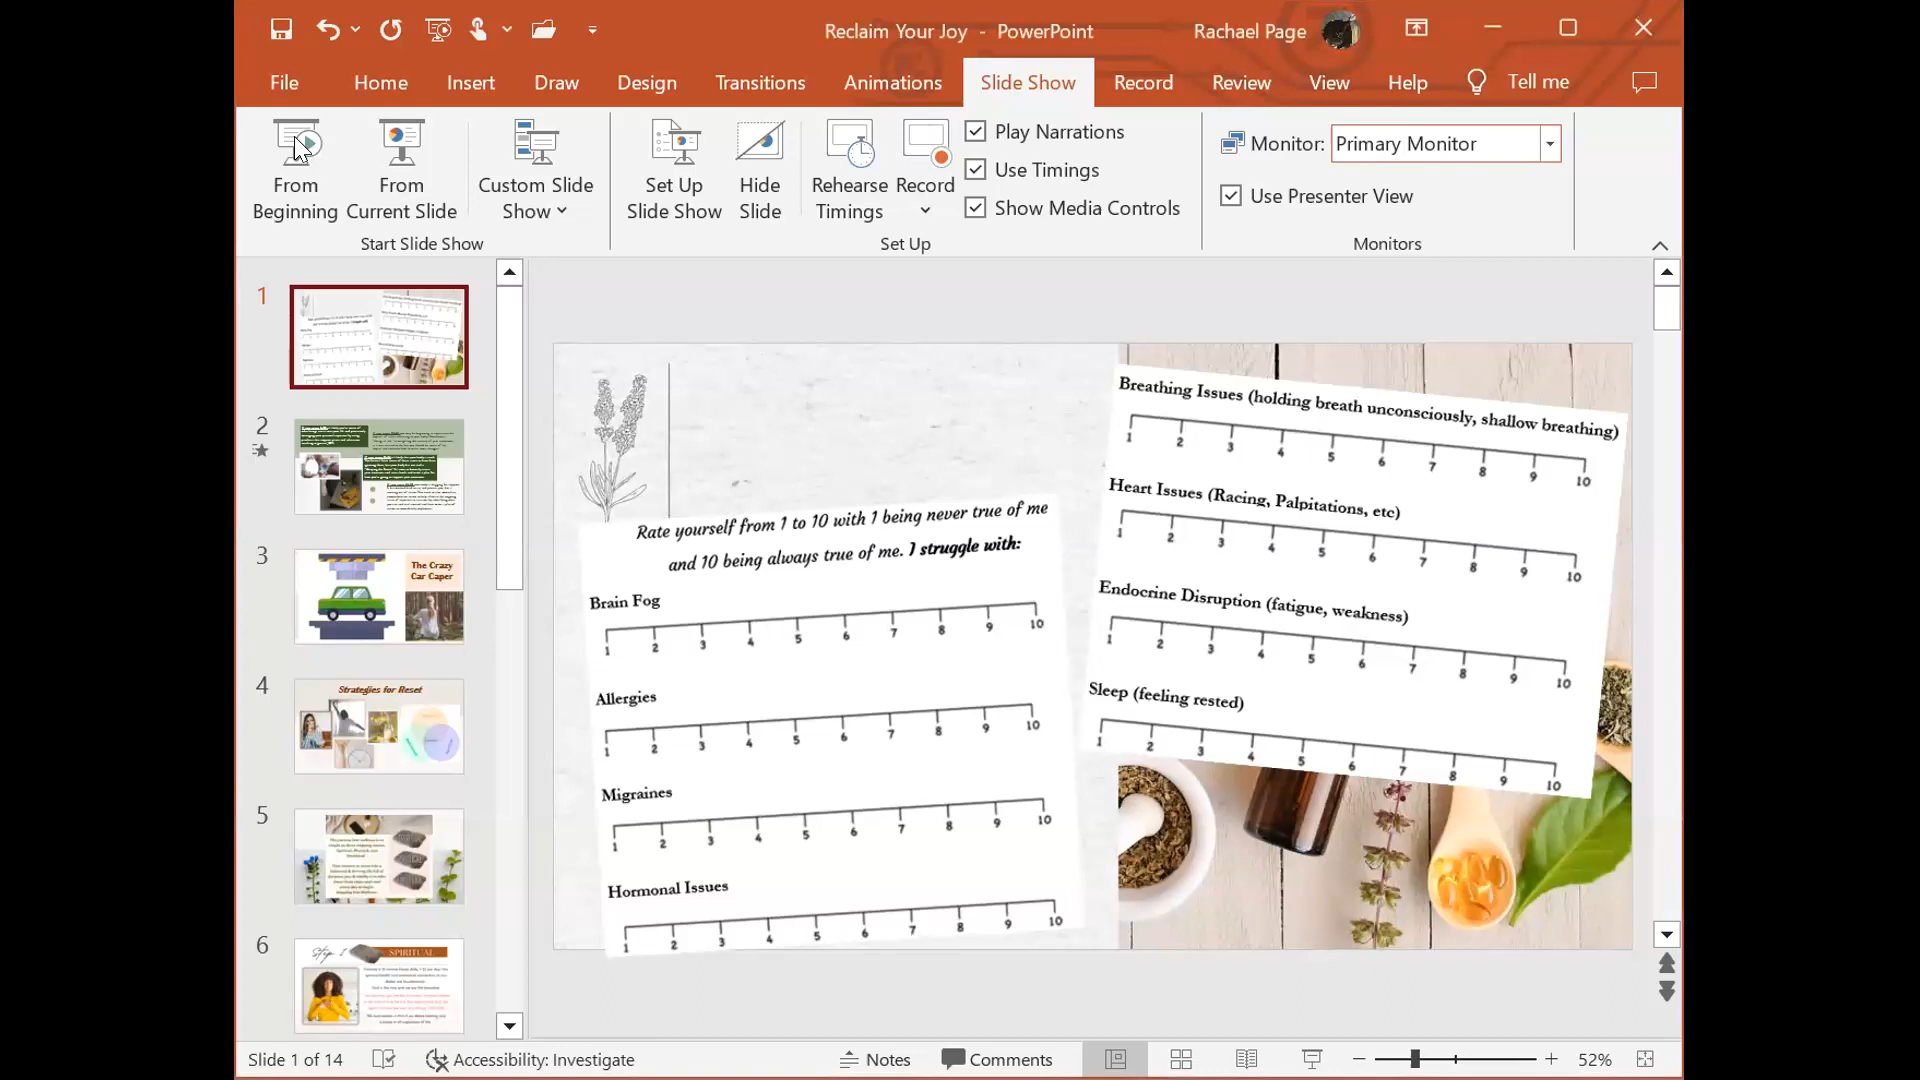 Reclaim Your Joy - PowerPoint
Rachael Page
File Home Insert Draw Design Transitions Animations Slide Show Record Review View Help Tell me
From Beginning
From Current Slide
Custom Slide Show
Start Slide Show
Set Up Slide Show
Hide Slide
Rehearse Timings
Record
Play Narrations
Use Timings
Show Media Controls
Set Up
Monitor: Primary Monitor
Use Presenter View
Monitors
1
2
3
The Crazy
Car Caper
4
Strategies for Reset
5
6
Step 1 SPIRITUAL
Rate yourself from 1 to 10 with 1 being never true of me
and 10 being always true of me. I struggle with:
Brain Fog
1 2 3 4 5 6 7 8 9 10
Allergies
1 2 3 4 5 6 7 8 9 10
Migraines
1 2 3 4 5 6 7 8 9 10
Hormonal Issues
1 2 3 4 5 6 7 8 9 10
Breathing Issues (holding breath unconsciously, shallow breathing)
1 2 3 4 5 6 7 8 9 10
Heart Issues (Racing, Palpitations, etc)
1 2 3 4 5 6 7 8 9 10
Endocrine Disruption (fatigue, weakness)
1 2 3 4 5 6 7 8 9 10
Sleep (feeling rested)
1 2 3 4 5 6 7 8 9 10
Slide 1 of 14
Accessibility: Investigate
Notes
Comments
52%